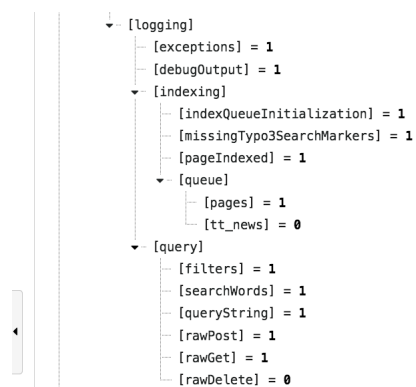 [logging]
[exceptions] = 1
[debugOutput] = 1
[indexing]
[indexQueueInitialization] = 1
[missingTypo3SearchMarkers] = 1
[pageIndexed] = 1
[queue]
[pages] = 1
[tt_news] = 0
[query]
[filters] = 1
[searchWords] = 1
[queryString] = 1
[rawPost] = 1
[rawGet] = 1
[rawDelete] = 0